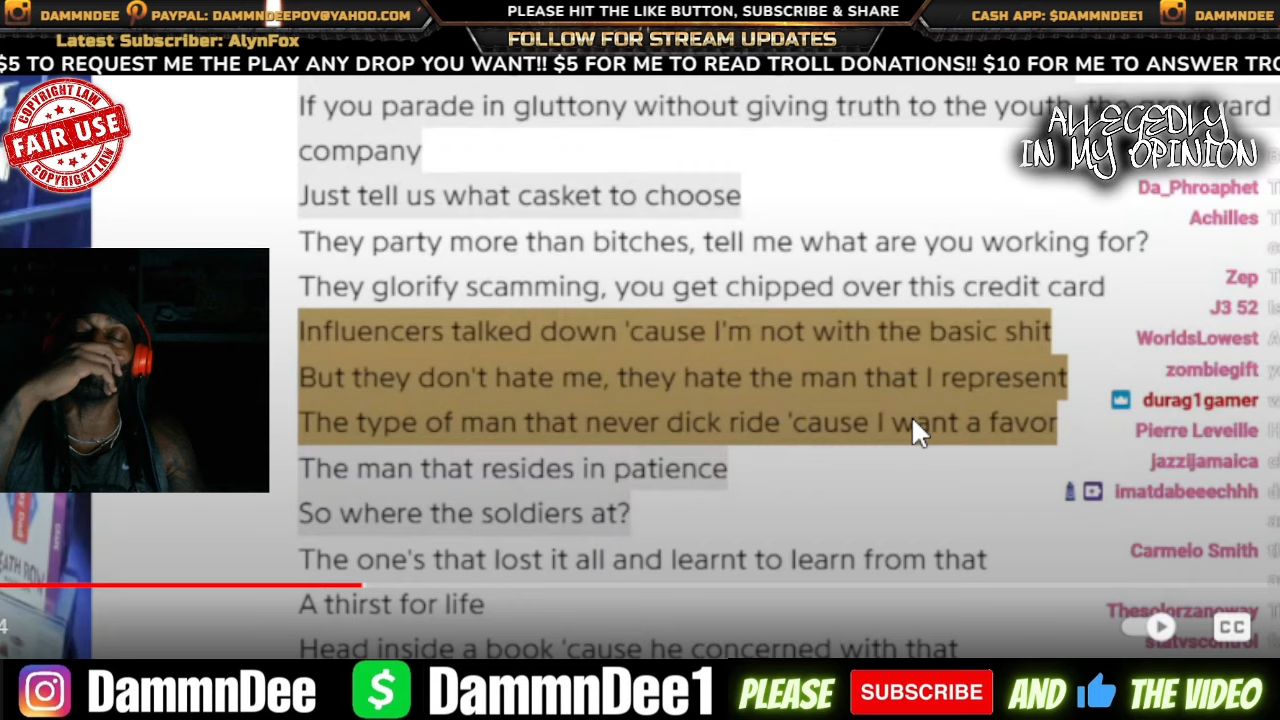 DAMMNDEE PAYPAL: DAMMNDEEPOV@YAHOO.COM
PLEASE HIT THE LIKE BUTTON, SUBSCRIBE & SHARE
CASH APP: $DAMMNDEE1 DAMMNDEE
Latest Subscriber: AlynFox
FOLLOW FOR STREAM UPDATES
$5 TO REQUEST ME THE PLAY ANY DROP YOU WANT!! $5 FOR ME TO READ TROLL DONATIONS!! $10 FOR ME TO ANSWER TRO
COPYRIGHT LAW
FAIR USE
COPYRIGHT LAW
ALLEGEDLY
IN MY OPINION
If you parade in gluttony without giving truth to the youth,
company
Just tell us what casket to choose
They party more than bitches, tell me what are you working for?
They glorify scamming, you get chipped over this credit card
Influencers talked down 'cause I'm not with the basic shit
But they don't hate me, they hate the man that I represent
The type of man that never dick ride 'cause I want a favor
The man that resides in patience
So where the soldiers at?
The one's that lost it all and learnt to learn from that
A thirst for life
Head inside a book 'cause he concerned with that
Da_Phroaphet
Achilles
Zep
J3 52
WorldsLowest
zombiegift
durag1gamer
Pierre Leveille
jazzijamaica
imatdabeeechhh
Carmelo Smith
Thesolorzanoway
statvscontrol
4
CC
DammnDee
$ DammnDee1
PLEASE SUBSCRIBE AND THE VIDEO